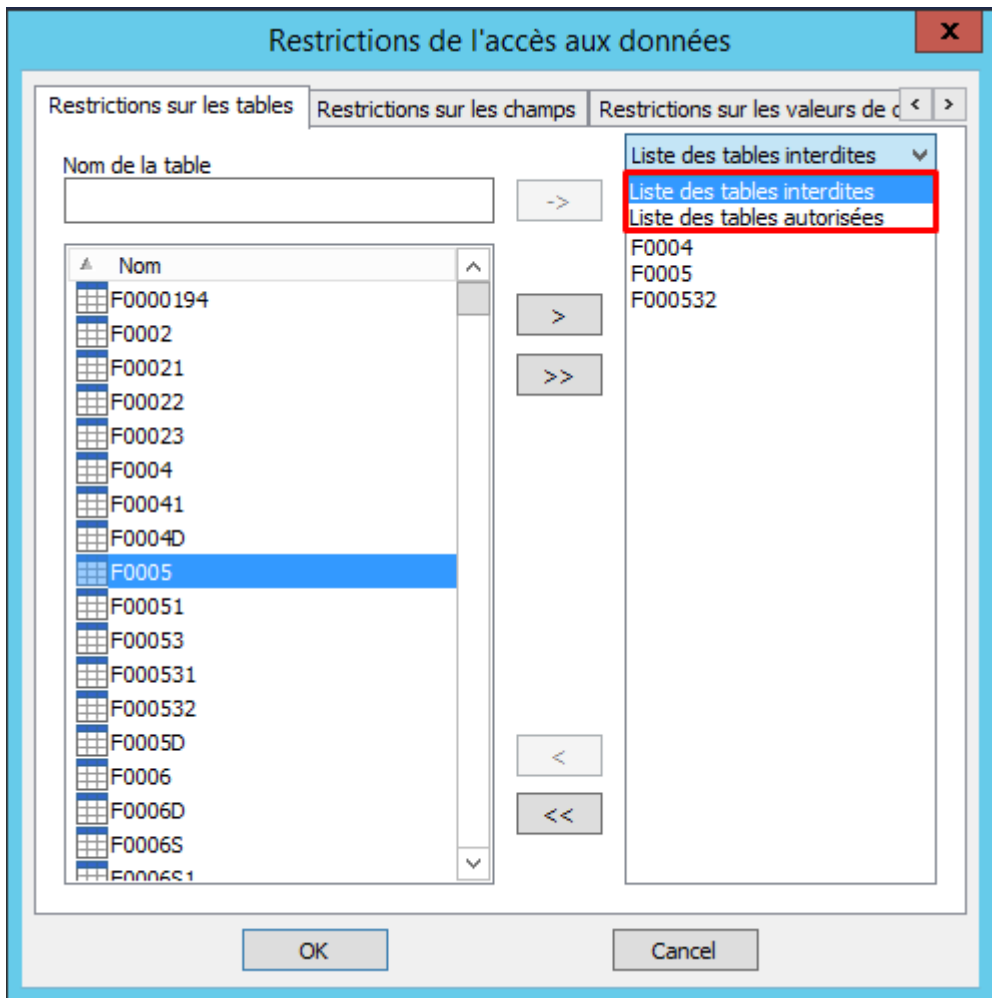 Restrictions de l'accès aux données
x
Restrictions sur les tables
Restrictions sur les champs
Restrictions sur les valeurs de
< >
Nom de la table
->
Nom
F0000194
F0002
F00021
F00022
F00023
F0004
F00041
F0004D
F0005
F00051
F00053
F000531
F000532
F0005D
F0006
F0006D
F0006S
F0006S1
>
>>
<
<<
Liste des tables interdites
Liste des tables interdites
Liste des tables autorisées
F0004
F0005
F000532
OK
Cancel